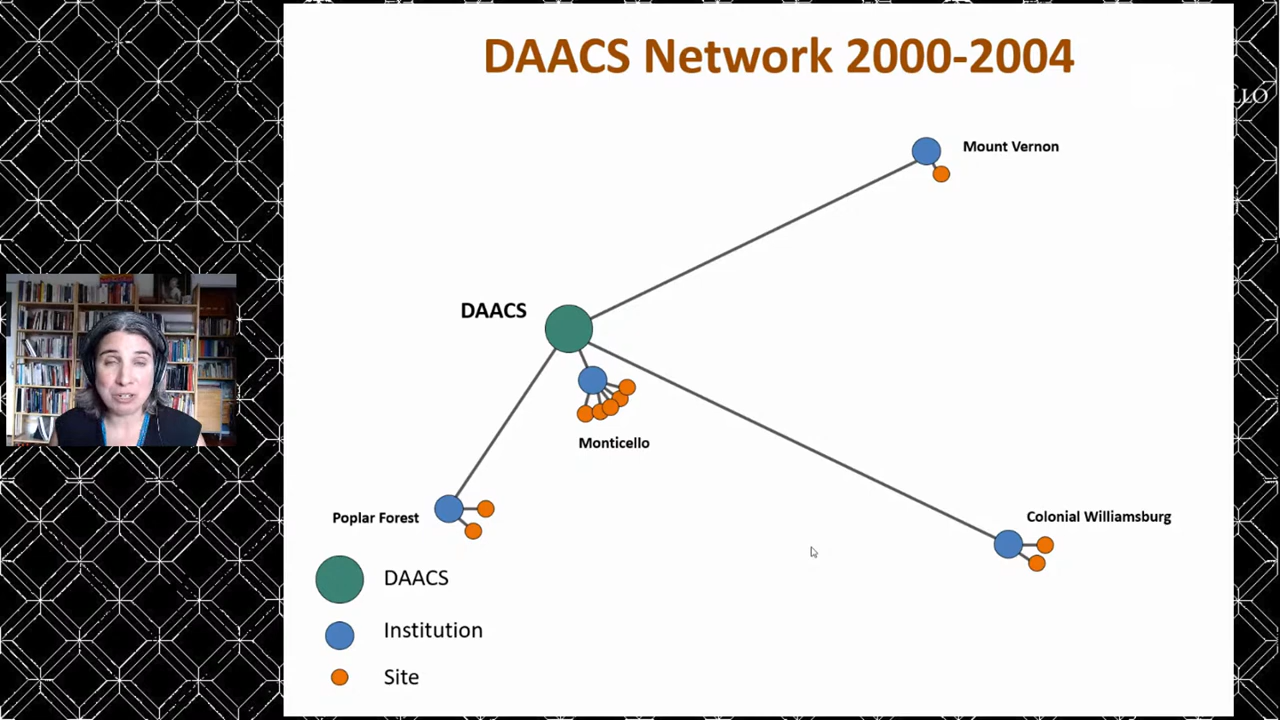 DAACS Network 2000-2004
Mount Vernon
DAACS
Monticello
Poplar Forest
Colonial Williamsburg
DAACS
Institution
Site